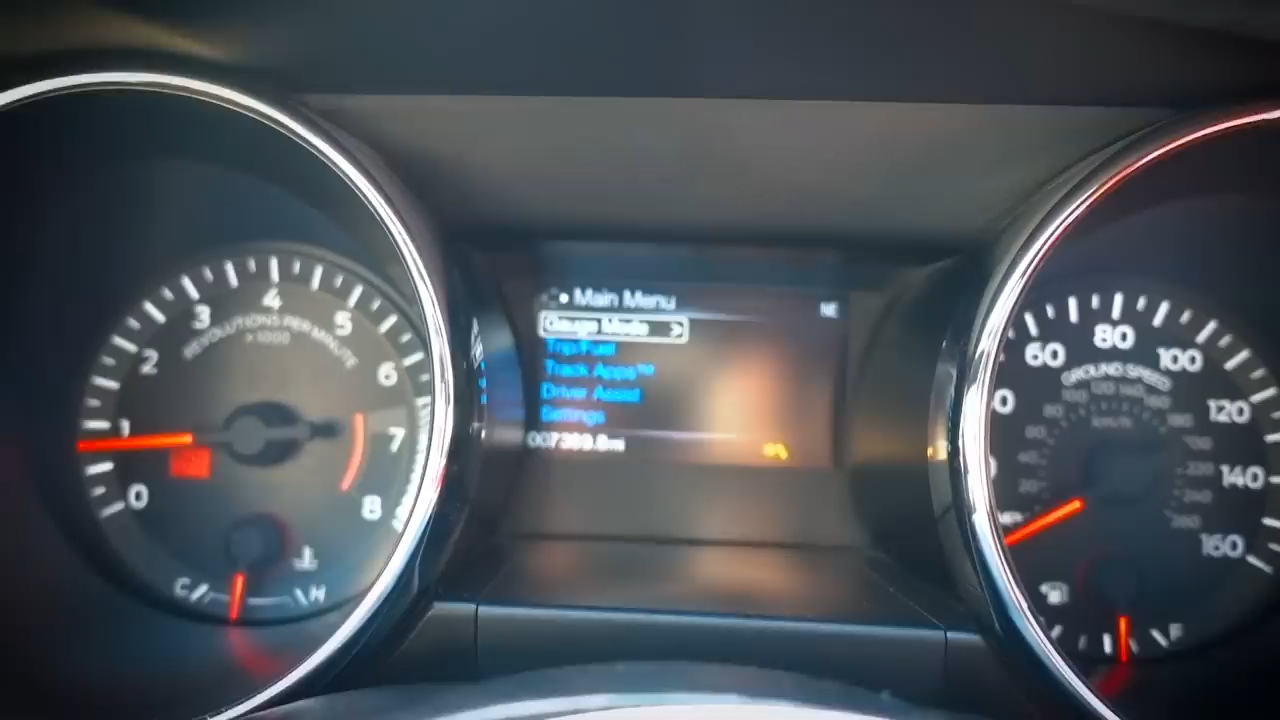 Main Menu
NE
Gauge Mode >
Trip/Fuel
Track Apps™
Driver Assist
Settings
0 1 2 3 4 5 6 7 8
REVOLUTIONS PER MINUTE
x1000
C H
60 80 100 120 140 160
GROUND SPEED
F